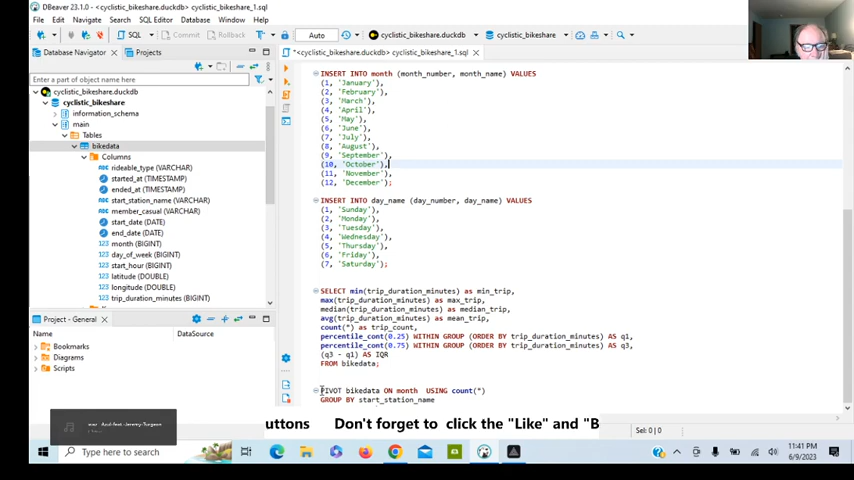 DBeaver 23.1.0 - <cyclistic_bikeshare.duckdb> cyclistic_bikeshare_1.sql
File Edit Navigate Search SQL Editor Database Window Help
SQL Commit Rollback Auto cyclistic_bikeshare.duckdb cyclistic_bikeshare
Database Navigator Projects
*<cyclistic_bikeshare.duckdb> cyclistic_bikeshare_1.sql
Enter a part of object name here
cyclistic_bikeshare.duckdb
cyclistic_bikeshare
information_schema
main
Tables
bikedata
Columns
rideable_type (VARCHAR)
started_at (TIMESTAMP)
ended_at (TIMESTAMP)
start_station_name (VARCHAR)
member_casual (VARCHAR)
start_date (DATE)
end_date (DATE)
month (BIGINT)
day_of_week (BIGINT)
start_hour (BIGINT)
latitude (DOUBLE)
longitude (DOUBLE)
trip_duration_minutes (BIGINT)
Project - General
Name DataSource
Bookmarks
Diagrams
Scripts
INSERT INTO month (month_number, month_name) VALUES
(1, 'January'),
(2, 'February'),
(3, 'March'),
(4, 'April'),
(5, 'May'),
(6, 'June'),
(7, 'July'),
(8, 'August'),
(9, 'September'),
(10, 'October'),
(11, 'November'),
(12, 'December');
INSERT INTO day_name (day_number, day_name) VALUES
(1, 'Sunday'),
(2, 'Monday'),
(3, 'Tuesday'),
(4, 'Wednesday'),
(5, 'Thursday'),
(6, 'Friday'),
(7, 'Saturday');
SELECT min(trip_duration_minutes) as min_trip,
max(trip_duration_minutes) as max_trip,
median(trip_duration_minutes) as median_trip,
avg(trip_duration_minutes) as mean_trip,
count(*) as trip_count,
percentile_cont(0.25) WITHIN GROUP (ORDER BY trip_duration_minutes) AS q1,
percentile_cont(0.75) WITHIN GROUP (ORDER BY trip_duration_minutes) AS q3,
(q3 - q1) AS IQR
FROM bikedata;
PIVOT bikedata ON month USING count(*)
GROUP BY start_station_name
uttons Don't forget to click the "Like" and "B
Sel: 0 | 0
Type here to search
11:41 PM
6/9/2023